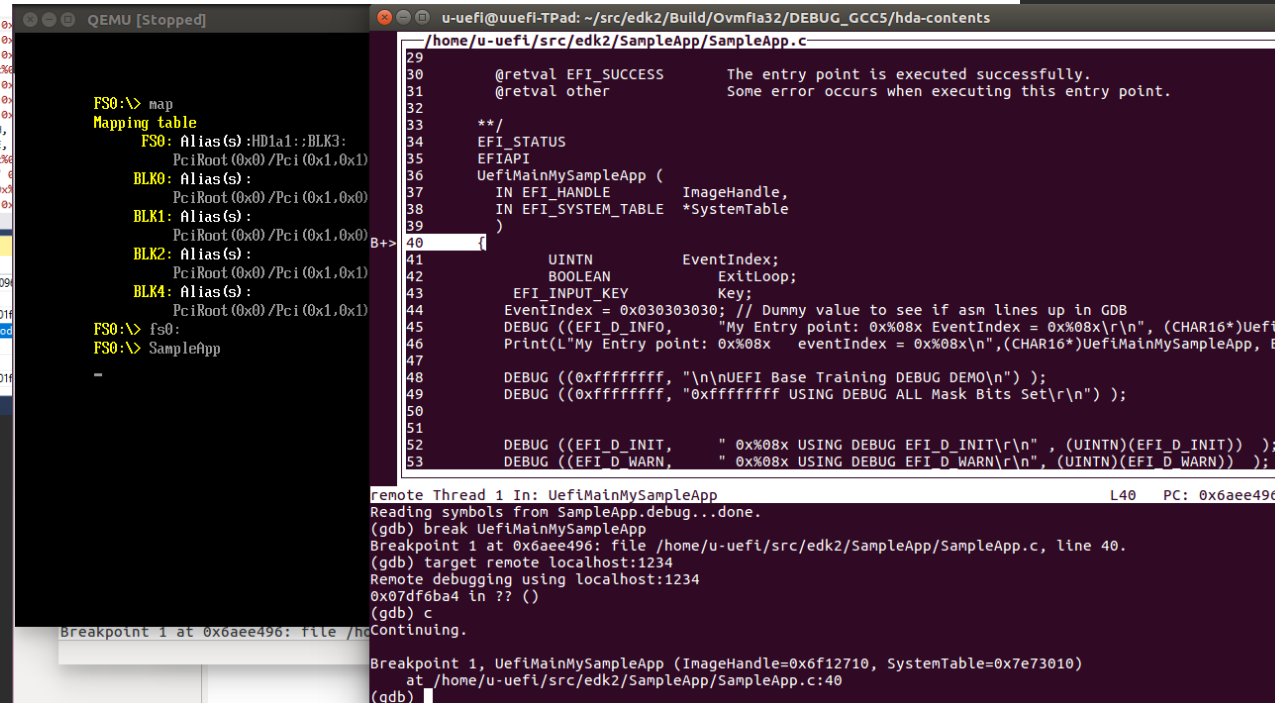 QEMU [Stopped]
FS0:\> map
Mapping table
FS0: Alias(s):HD1a1:;BLK3:
PciRoot(0x0)/Pci(0x1,0x1)
BLK0: Alias(s):
PciRoot(0x0)/Pci(0x1,0x0)
BLK1: Alias(s):
PciRoot(0x0)/Pci(0x1,0x0)
BLK2: Alias(s):
PciRoot(0x0)/Pci(0x1,0x1)
BLK4: Alias(s):
PciRoot(0x0)/Pci(0x1,0x1)
FS0:\> fs0:
FS0:\> SampleApp
_
Breakpoint 1 at 0x6aee496: file /ho
u-uefi@uuefi-TPad: ~/src/edk2/Build/OvmfIa32/DEBUG_GCC5/hda-contents
/home/u-uefi/src/edk2/SampleApp/SampleApp.c
29
30 @retval EFI_SUCCESS The entry point is executed successfully.
31 @retval other Some error occurs when executing this entry point.
32
33 **/
34 EFI_STATUS
35 EFIAPI
36 UefiMainMySampleApp (
37 IN EFI_HANDLE ImageHandle,
38 IN EFI_SYSTEM_TABLE *SystemTable
39 )
B+> 40 {
41 UINTN EventIndex;
42 BOOLEAN ExitLoop;
43 EFI_INPUT_KEY Key;
44 EventIndex = 0x030303030; // Dummy value to see if asm lines up in GDB
45 DEBUG ((EFI_D_INFO, "My Entry point: 0x%08x EventIndex = 0x%08x\r\n", (CHAR16*)Uefi
46 Print(L"My Entry point: 0x%08x eventIndex = 0x%08x\n",(CHAR16*)UefiMainMySampleApp, E
47
48 DEBUG ((0xffffffff, "\n\nUEFI Base Training DEBUG DEMO\n") );
49 DEBUG ((0xffffffff, "0xffffffff USING DEBUG ALL Mask Bits Set\r\n") );
50
51
52 DEBUG ((EFI_D_INIT, " 0x%08x USING DEBUG EFI_D_INIT\r\n" , (UINTN)(EFI_D_INIT)) );
53 DEBUG ((EFI_D_WARN, " 0x%08x USING DEBUG EFI_D_WARN\r\n", (UINTN)(EFI_D_WARN)) );
remote Thread 1 In: UefiMainMySampleApp L40 PC: 0x6aee496
Reading symbols from SampleApp.debug...done.
(gdb) break UefiMainMySampleApp
Breakpoint 1 at 0x6aee496: file /home/u-uefi/src/edk2/SampleApp/SampleApp.c, line 40.
(gdb) target remote localhost:1234
Remote debugging using localhost:1234
0x07df6ba4 in ?? ()
(gdb) c
Continuing.
Breakpoint 1, UefiMainMySampleApp (ImageHandle=0x6f12710, SystemTable=0x7e73010)
at /home/u-uefi/src/edk2/SampleApp/SampleApp.c:40
(gdb)